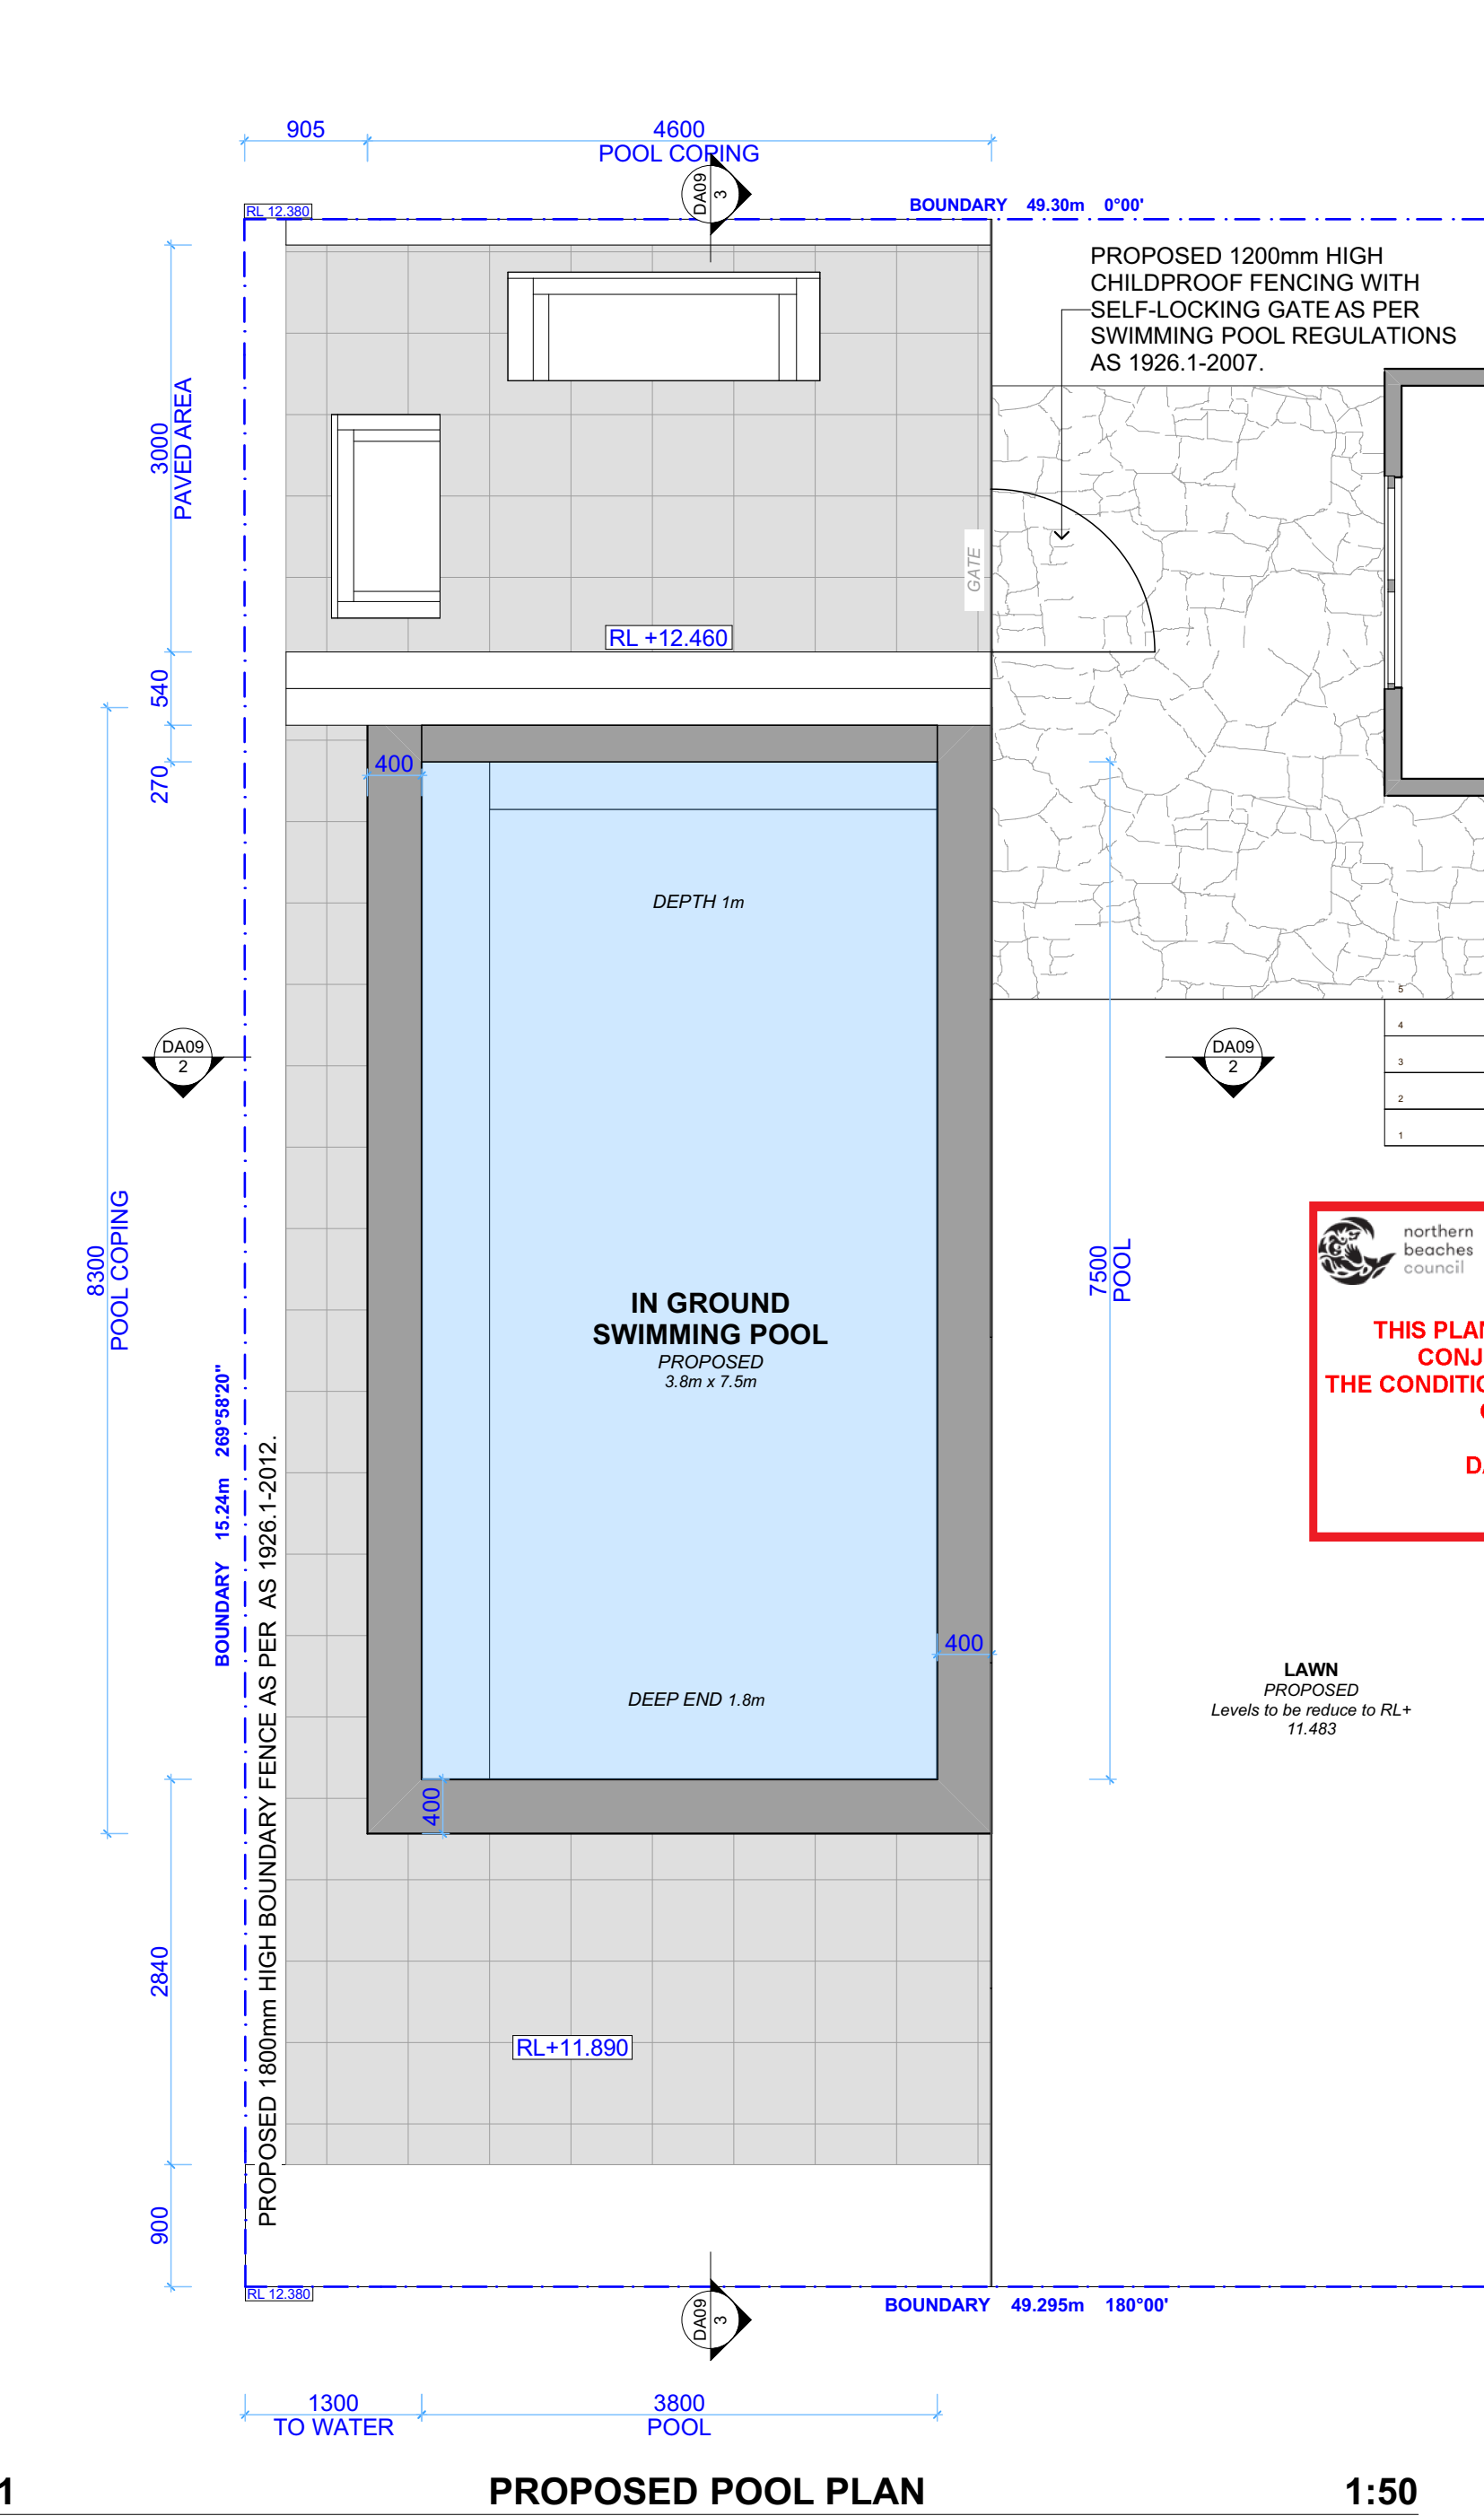 905
4600
POOL COPING
DA09
3
RL 12.380
BOUNDARY 49.30m 0°00'
PROPOSED 1200mm HIGH
CHILDPROOF FENCING WITH
SELF-LOCKING GATE AS PER
SWIMMING POOL REGULATIONS
AS 1926.1-2007.
3000
PAVED AREA
GATE
RL +12.460
540
270
400
DEPTH 1m
5
4
3
2
1
DA09
2
DA09
2
8300
POOL COPING
7500
POOL
northern
beaches
council
THIS PLAN
CONJ
THE CONDITIO
IN GROUND
SWIMMING POOL
PROPOSED
3.8m x 7.5m
BOUNDARY 15.24m 269°58'20"
PROPOSED 1800mm HIGH BOUNDARY FENCE AS PER AS 1926.1-2012.
400
LAWN
PROPOSED
Levels to be reduce to RL+
11.483
DEEP END 1.8m
400
2840
RL+11.890
900
RL 12.380
BOUNDARY 49.295m 180°00'
DA09
3
1300
TO WATER
3800
POOL
1
PROPOSED POOL PLAN
1:50